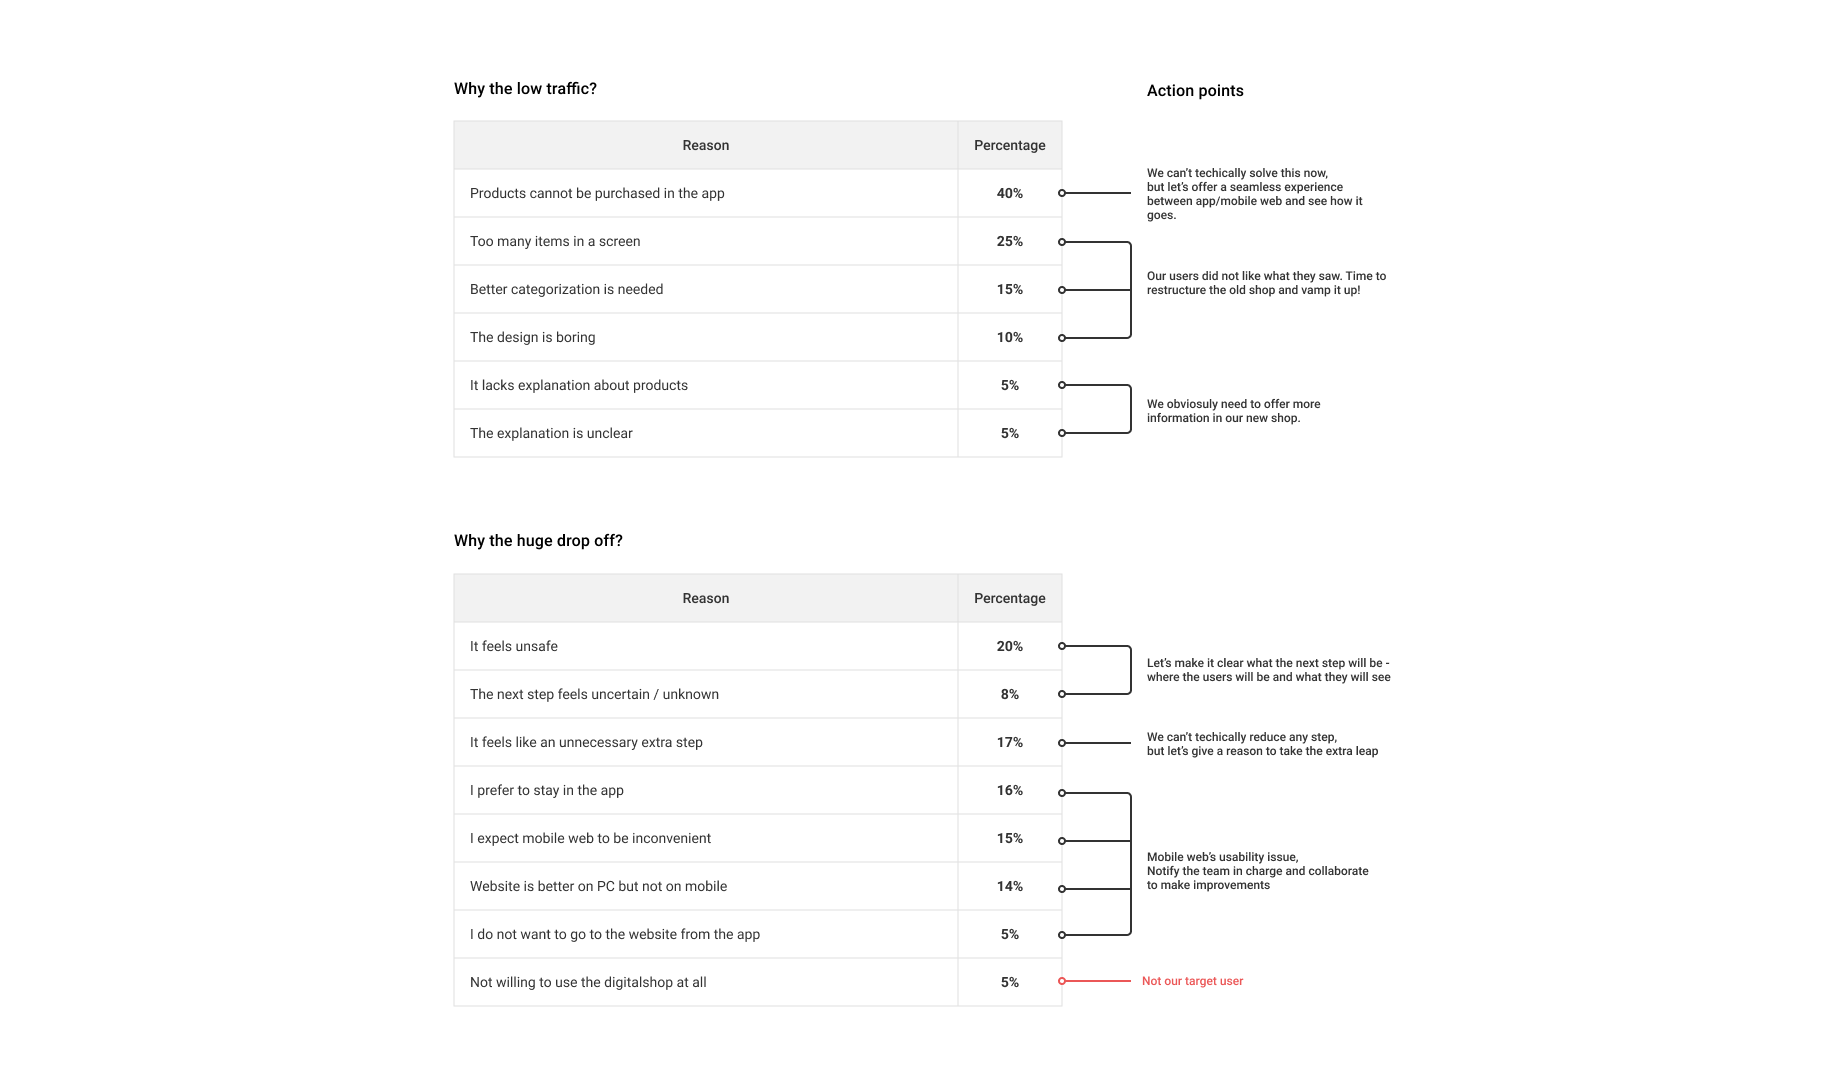 Why the low traffic?
Action points
Reason Percentage
Products cannot be purchased in the app 40%
We can't techically solve this now,
but let's offer a seamless experience
between app/mobile web and see how it
goes.
Too many items in a screen 25%
Better categorization is needed 15%
The design is boring 10%
Our users did not like what they saw. Time to
restructure the old shop and vamp it up!
It lacks explanation about products 5%
The explanation is unclear 5%
We obviosuly need to offer more
information in our new shop.
Why the huge drop off?
Reason Percentage
It feels unsafe 20%
The next step feels uncertain / unknown 8%
Let's make it clear what the next step will be -
where the users will be and what they will see
It feels like an unnecessary extra step 17%
We can't techically reduce any step,
but let's give a reason to take the extra leap
I prefer to stay in the app 16%
I expect mobile web to be inconvenient 15%
Website is better on PC but not on mobile 14%
I do not want to go to the website from the app 5%
Mobile web's usability issue,
Notify the team in charge and collaborate
to make improvements
Not willing to use the digitalshop at all 5%
Not our target user